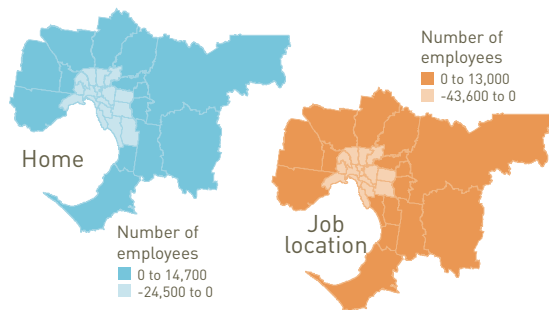 Home
Number of
employees
0 to 14,700
-24,500 to 0
Number of
employees
0 to 13,000
-43,600 to 0
Job
location